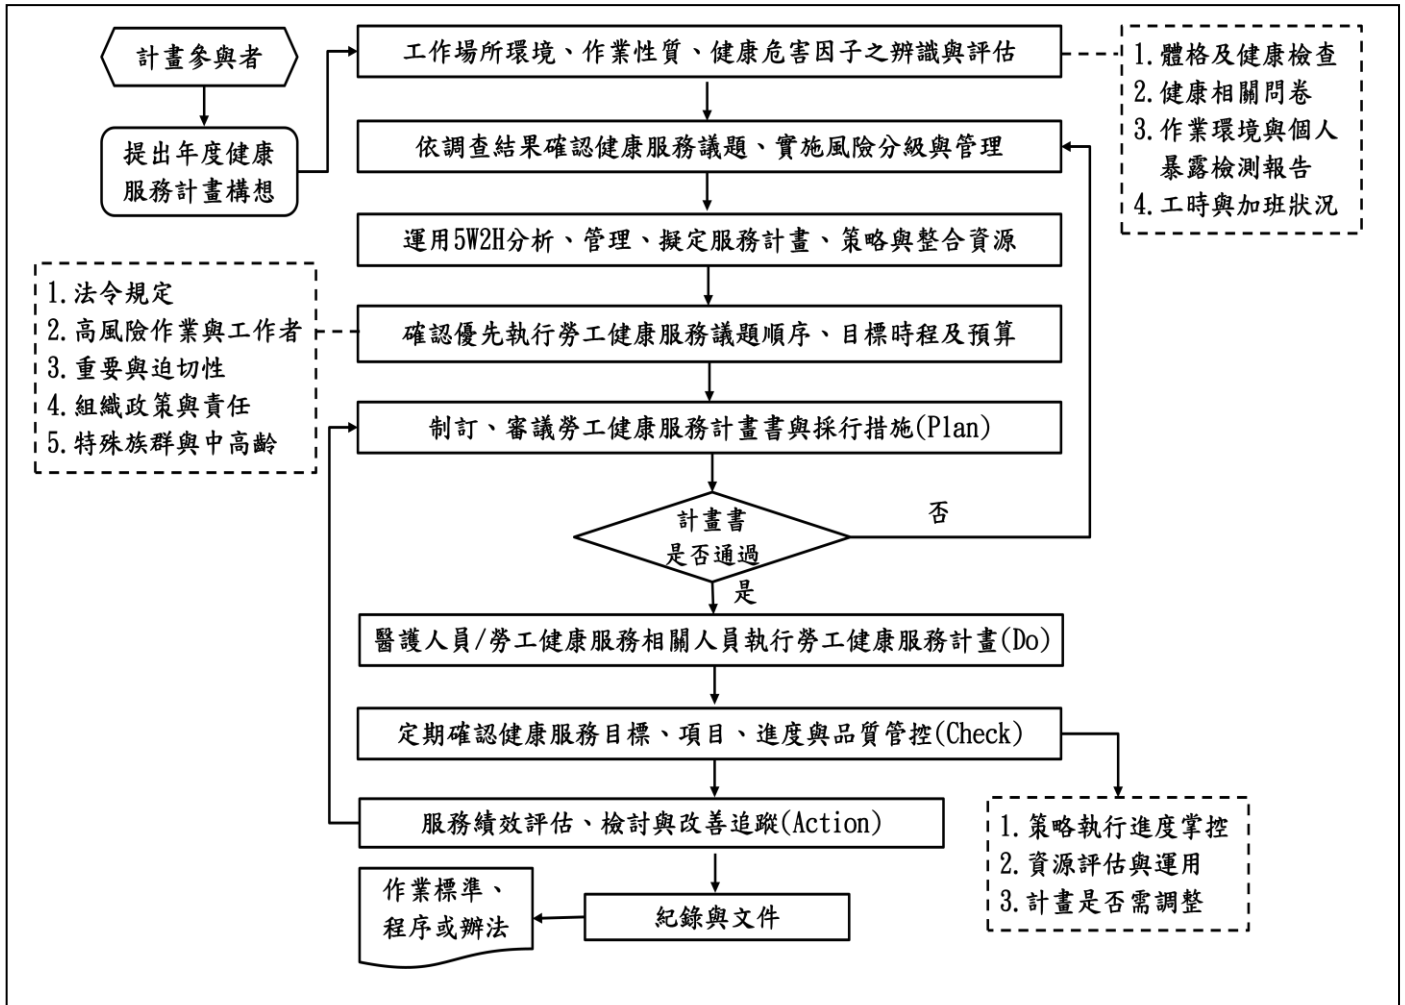 計畫參與者
提出年度健康
服務計畫構想
工作場所環境、作業性質、健康危害因子之辨識與評估
1.體格及健康檢查
2.健康相關問卷
3.作業環境與個人
暴露檢測報告
4.工時與加班狀況
依調查結果確認健康服務議題、實施風險分級與管理
運用5W2H分析、管理、擬定服務計畫、策略與整合資源
1.法令規定
2.高風險作業與工作者
3.重要與迫切性
4.組織政策與責任
5.特殊族群與中高齡
確認優先執行勞工健康服務議題順序、目標時程及預算
制訂、審議勞工健康服務計畫書與採行措施(Plan)
計畫書
是否通過
否
是
醫護人員/勞工健康服務相關人員執行勞工健康服務計畫(Do)
定期確認健康服務目標、項目、進度與品質管控(Check)
1.策略執行進度掌控
2.資源評估與運用
3.計畫是否需調整
服務績效評估、檢討與改善追蹤(Action)
紀錄與文件
作業標準、
程序或辦法